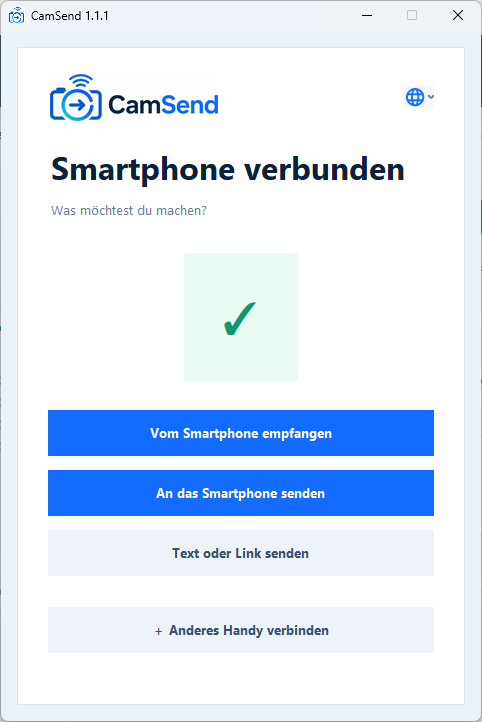 CamSend 1.1.1
CamSend
Smartphone verbunden
Was möchtest du machen?
Vom Smartphone empfangen
An das Smartphone senden
Text oder Link senden
+ Anderes Handy verbinden